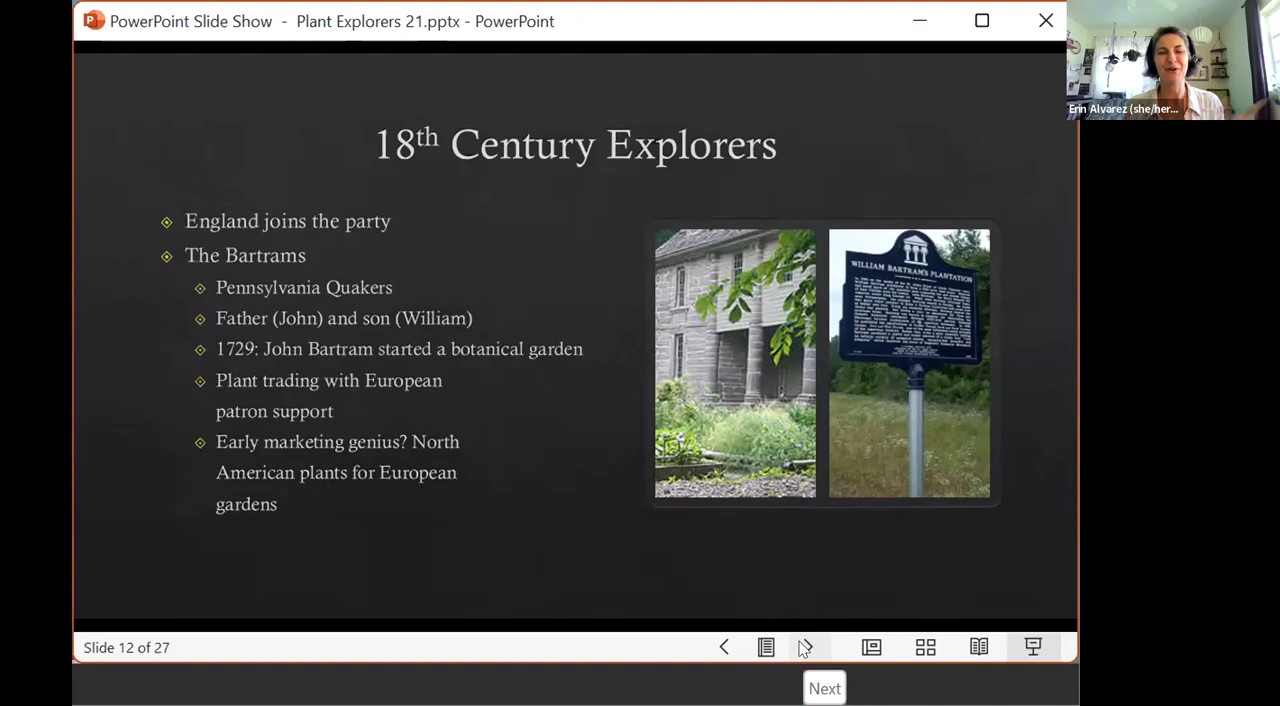 PowerPoint Slide Show - Plant Explorers 21.pptx - PowerPoint
Erin Alvarez (she/her...
18th Century Explorers
England joins the party
The Bartrams
Pennsylvania Quakers
Father (John) and son (William)
1729: John Bartram started a botanical garden
Plant trading with European
patron support
Early marketing genius? North
American plants for European
gardens
WILLIAM BARTRAM'S PLANTATION
Slide 12 of 27
Next